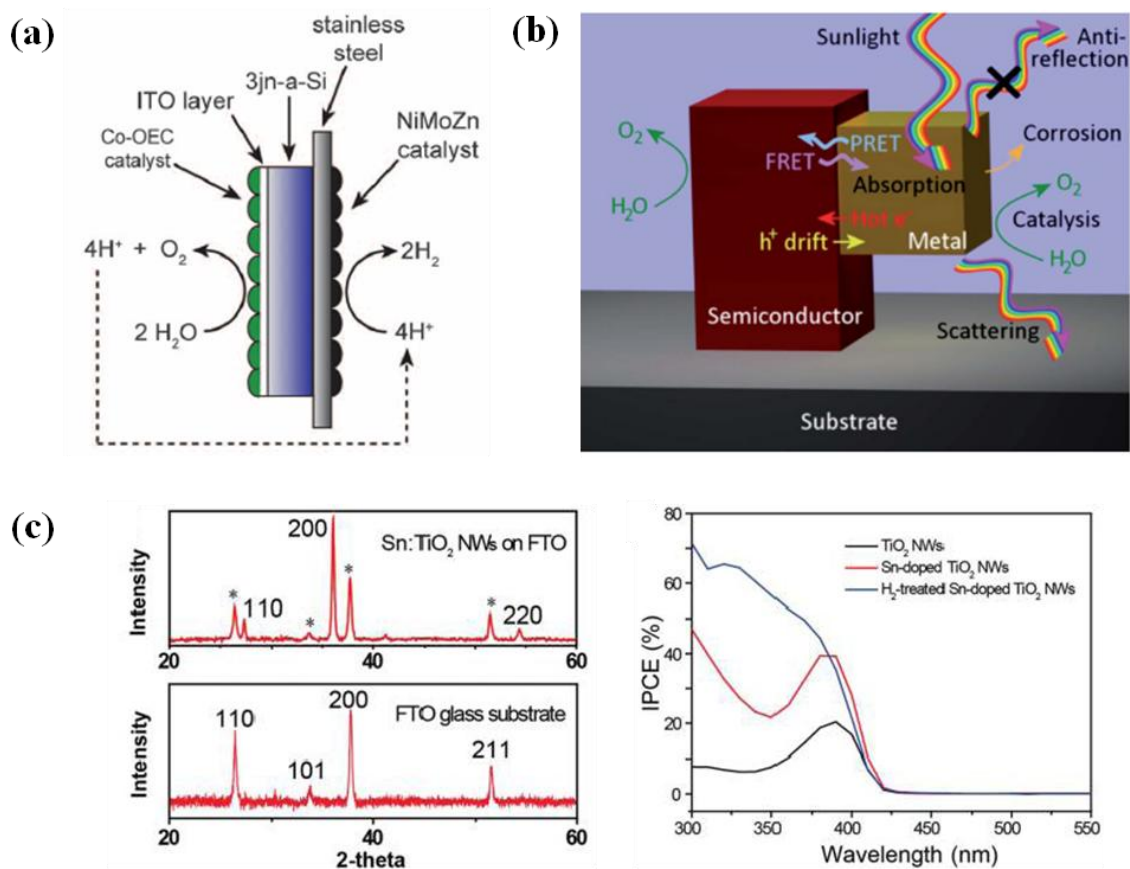 (a)
stainless
steel
3jn-a-Si
ITO layer
Co-OEC
catalyst
NiMoZn
catalyst
4H⁺ + O₂
2H₂
2 H₂O
4H⁺
(b)
Sunlight
Anti-
reflection
O₂
PRET
Corrosion
FRET
Absorption
O₂
H₂O
Hot e⁻
Catalysis
h⁺ drift
Metal
H₂O
Semiconductor
Scattering
Substrate
(c)
200
Sn:TiO₂ NWs on FTO
Intensity
* 110 * * * 220
20 40 60
110 200
FTO glass substrate
Intensity
101 211
20 40 60
2-theta
80
TiO₂ NWs
Sn-doped TiO₂ NWs
H₂-treated Sn-doped TiO₂ NWs
60
40
20
0
IPCE (%)
300 350 400 450 500 550
Wavelength (nm)